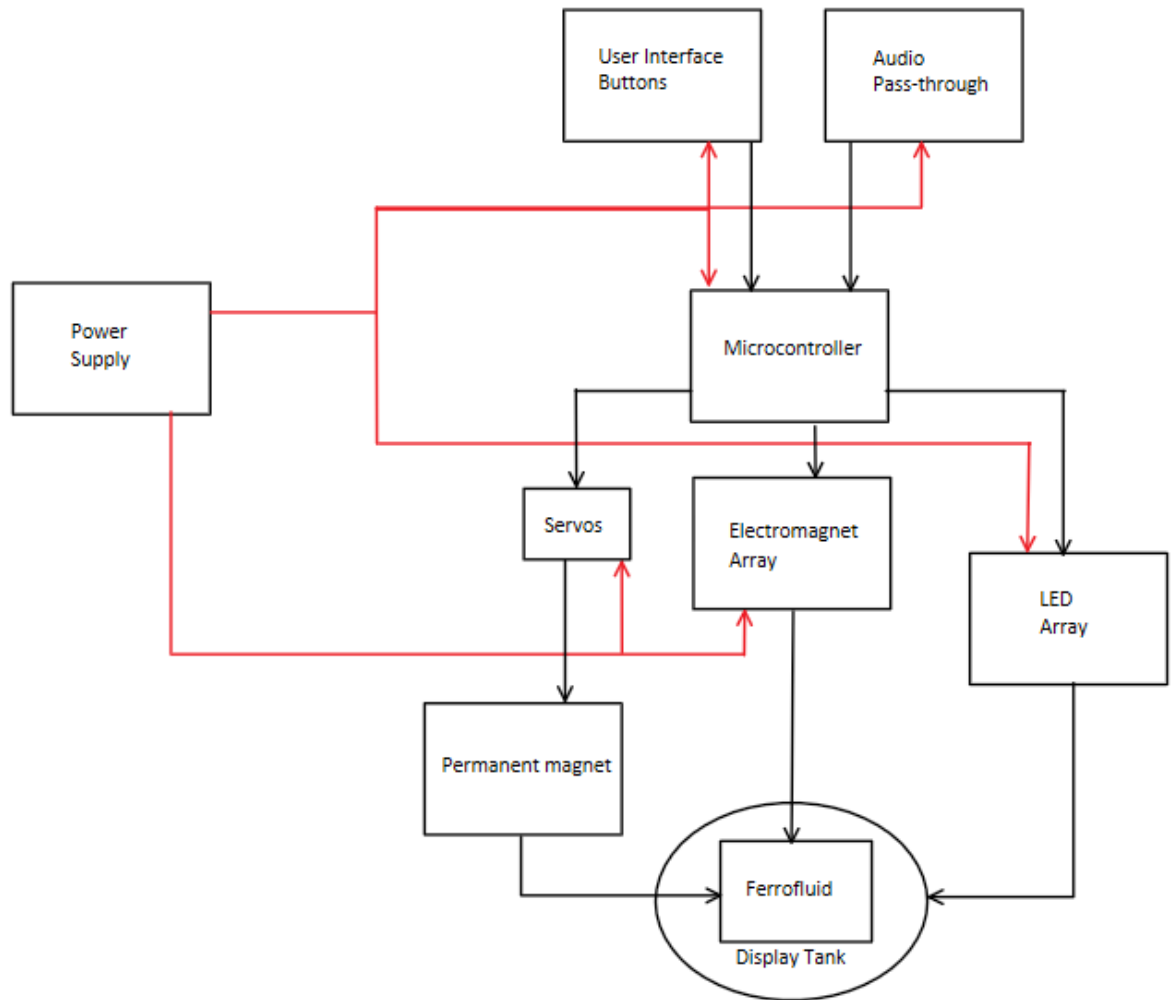 User Interface
Buttons
Audio
Pass-through
Power
Supply
Microcontroller
Servos
Electromagnet
Array
LED
Array
Permanent magnet
Ferrofluid
Display Tank